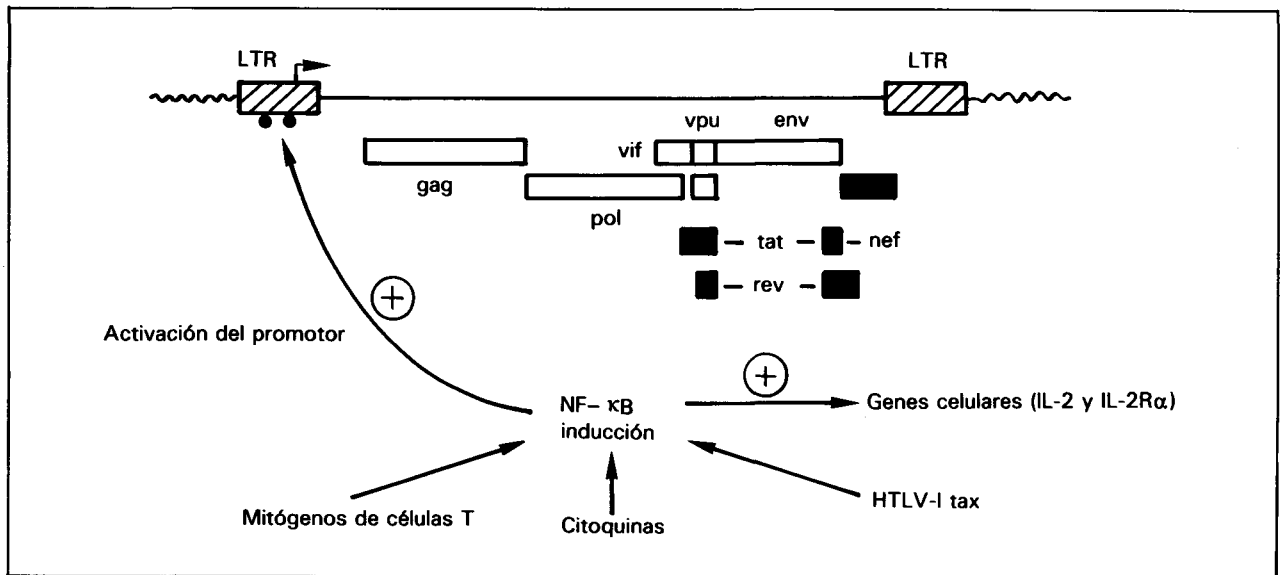 LTR
LTR
vpu
env
vif
gag
pol
– tat –
– nef
– rev –
+
Activación del promotor
+
NF– κB
inducción
Genes celulares (IL-2 y IL-2Rα)
Mitógenos de células T
Citoquinas
HTLV-I tax